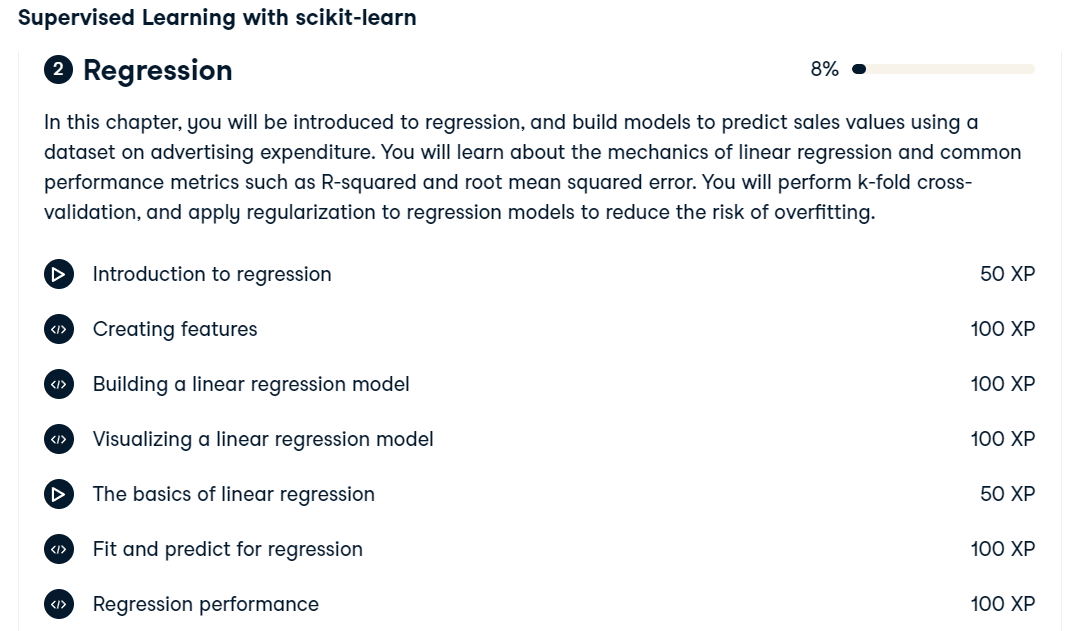 Supervised Learning with scikit-learn
2 Regression 8%
In this chapter, you will be introduced to regression, and build models to predict sales values using a
dataset on advertising expenditure. You will learn about the mechanics of linear regression and common
performance metrics such as R-squared and root mean squared error. You will perform k-fold cross-
validation, and apply regularization to regression models to reduce the risk of overfitting.
Introduction to regression 50 XP
Creating features 100 XP
Building a linear regression model 100 XP
Visualizing a linear regression model 100 XP
The basics of linear regression 50 XP
Fit and predict for regression 100 XP
Regression performance 100 XP